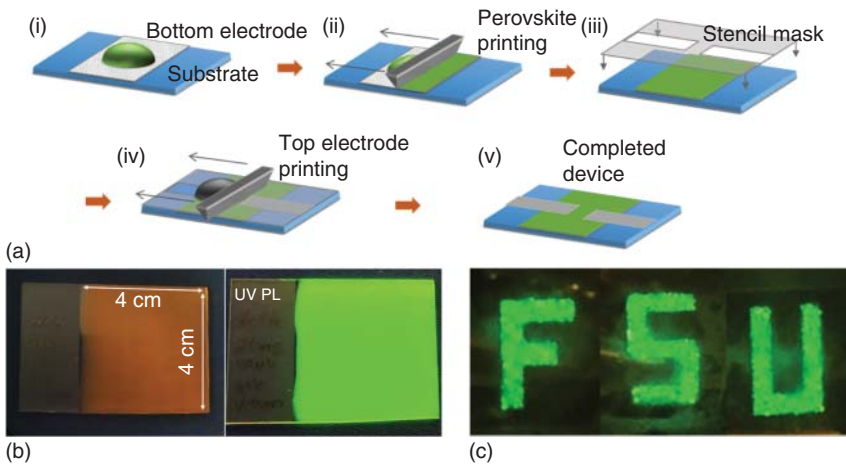 (i)
Bottom electrode
Substrate
(ii)
Perovskite
printing
(iii)
Stencil mask
(iv)
Top electrode
printing
(v)
Completed
device
(a)
4 cm
4 cm
UV PL
F S U
(b)
(c)